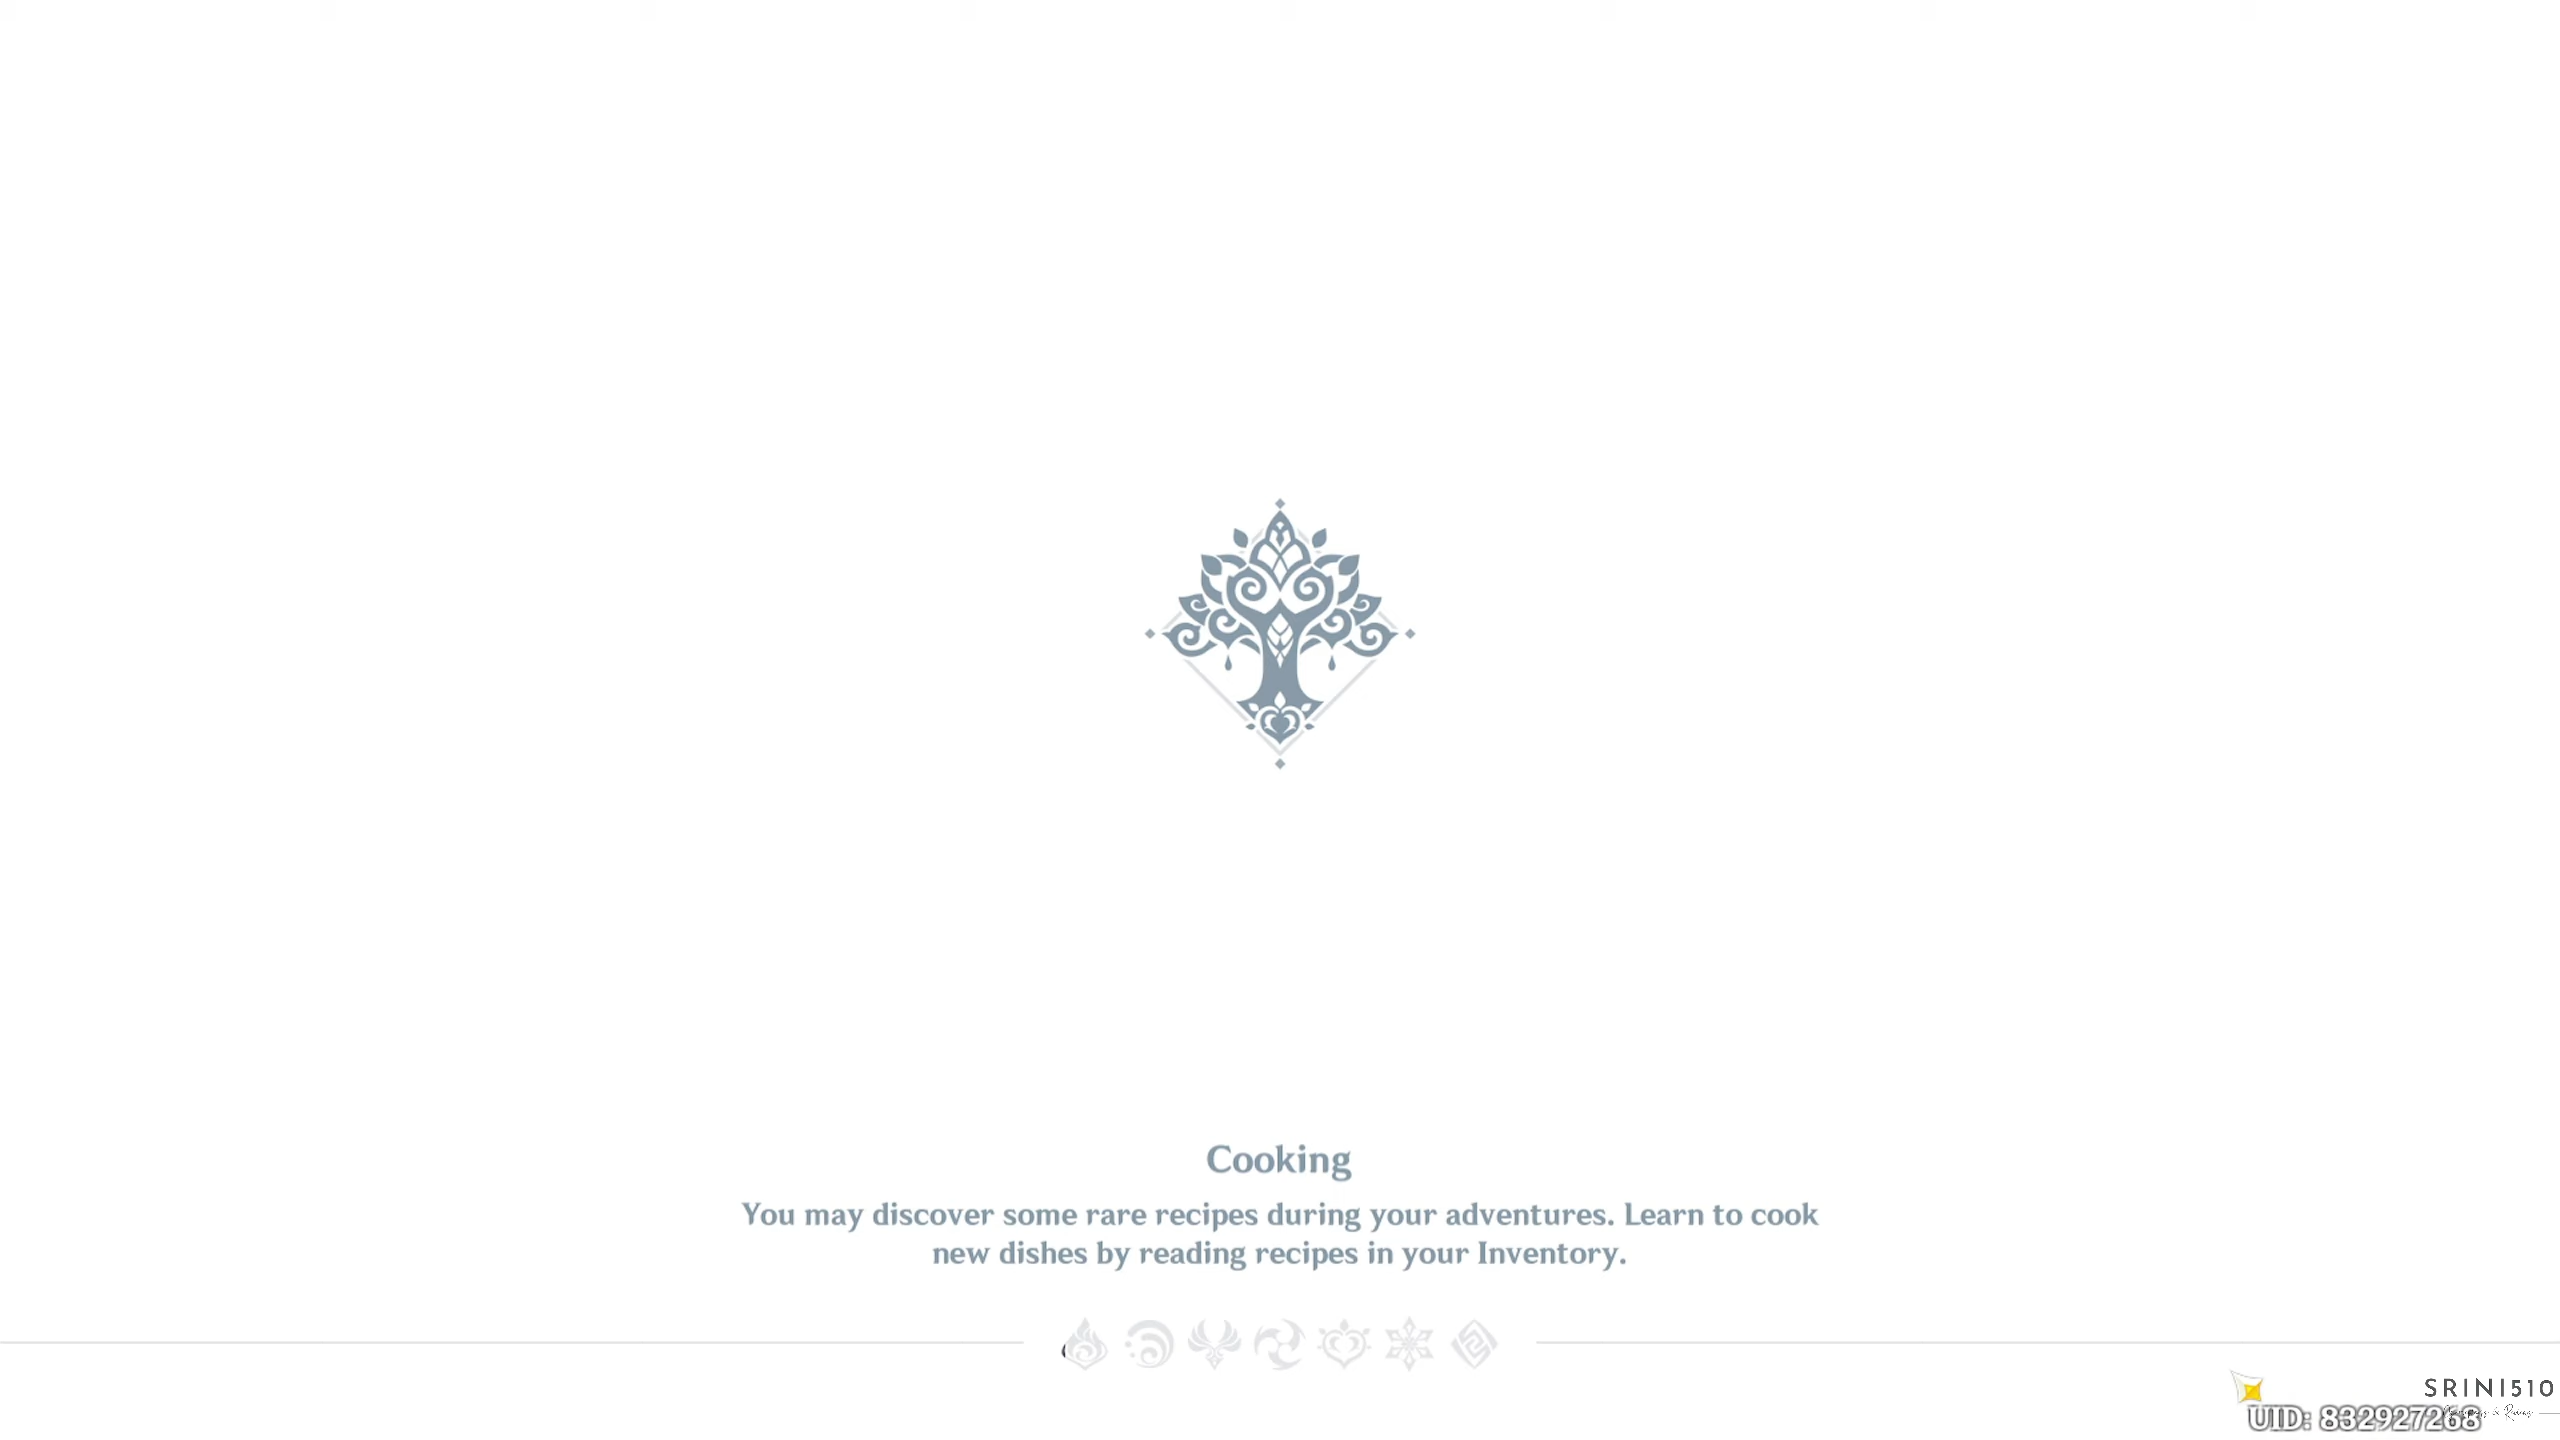 Cooking
You may discover some rare recipes during your adventures. Learn to cook
new dishes by reading recipes in your Inventory.
SRINI510
UID: 832927268